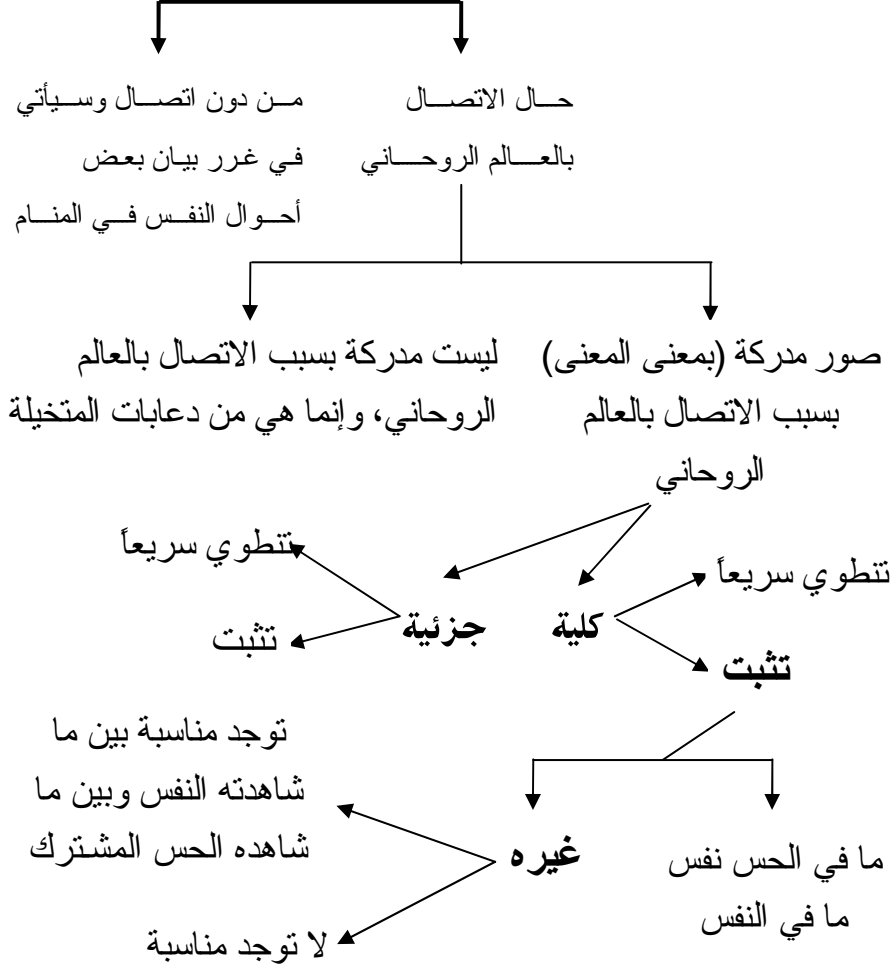 حال الاتصال
بالعالم الروحاني
من دون اتصال وسيأتي
في غرر بيان بعض
أحوال النفس في المنام
صور مدركة (بمعنى المعنى)
بسبب الاتصال بالعالم
الروحاني
ليست مدركة بسبب الاتصال بالعالم
الروحاني، وإنما هي من دعابات المتخيلة
كلية
جزئية
تنطوي سريعاً
تثبت
تنطوي سريعاً
تثبت
ما في الحس نفس
ما في النفس
غيره
توجد مناسبة بين ما
شاهدته النفس وبين ما
شاهده الحس المشترك
لا توجد مناسبة